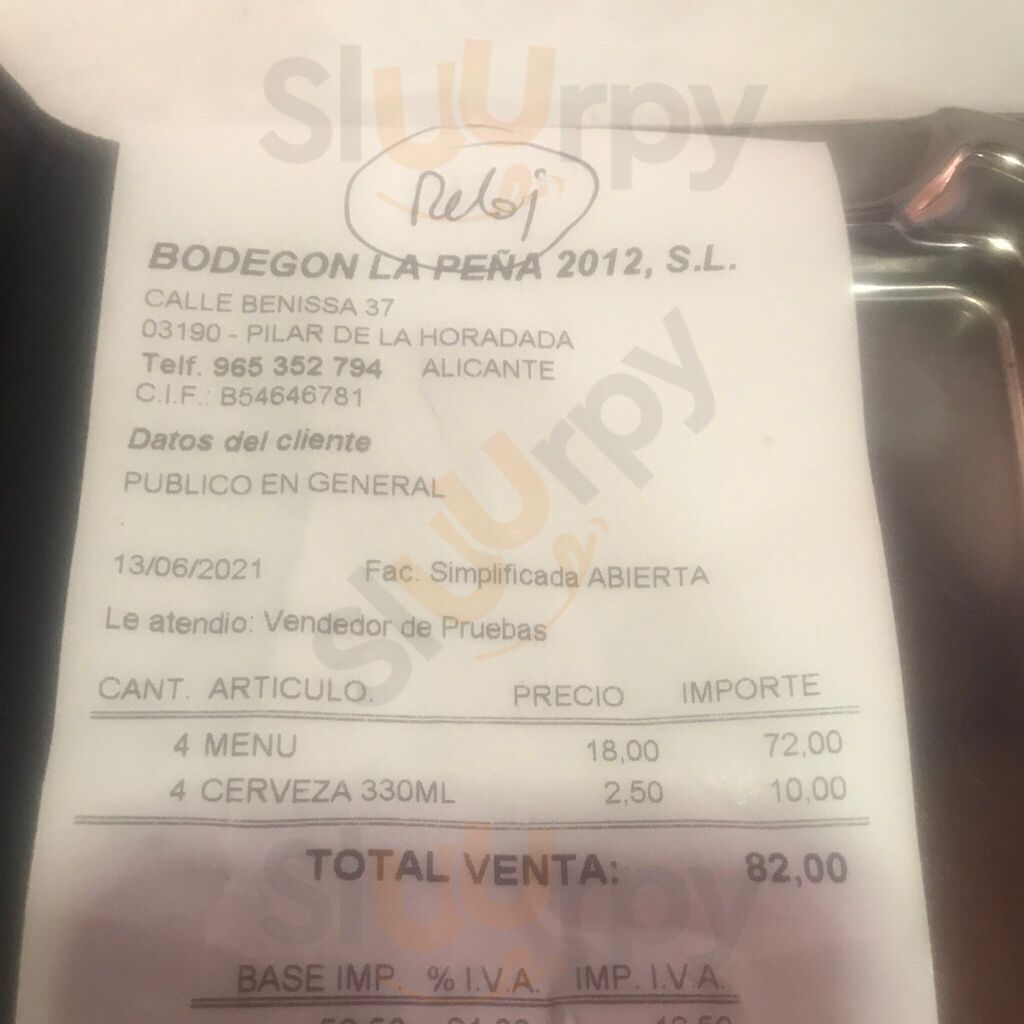 Sluurpy
Reloj
BODEGON LA PEÑA 2012, S.L.
CALLE BENISSA 37
03190 - PILAR DE LA HORADADA
Telf. 965 352 794 ALICANTE
C.I.F.: B54646781
Datos del cliente
PUBLICO EN GENERAL
Sluurpy
13/06/2021 Fac. Simplificada ABIERTA
Le atendio: Vendedor de Pruebas
CANT. ARTICULO. PRECIO IMPORTE
4 MENU 18,00 72,00
4 CERVEZA 330ML 2,50 10,00
TOTAL VENTA: 82,00
Sluurpy
BASE IMP. % I.V.A. IMP. I.V.A.